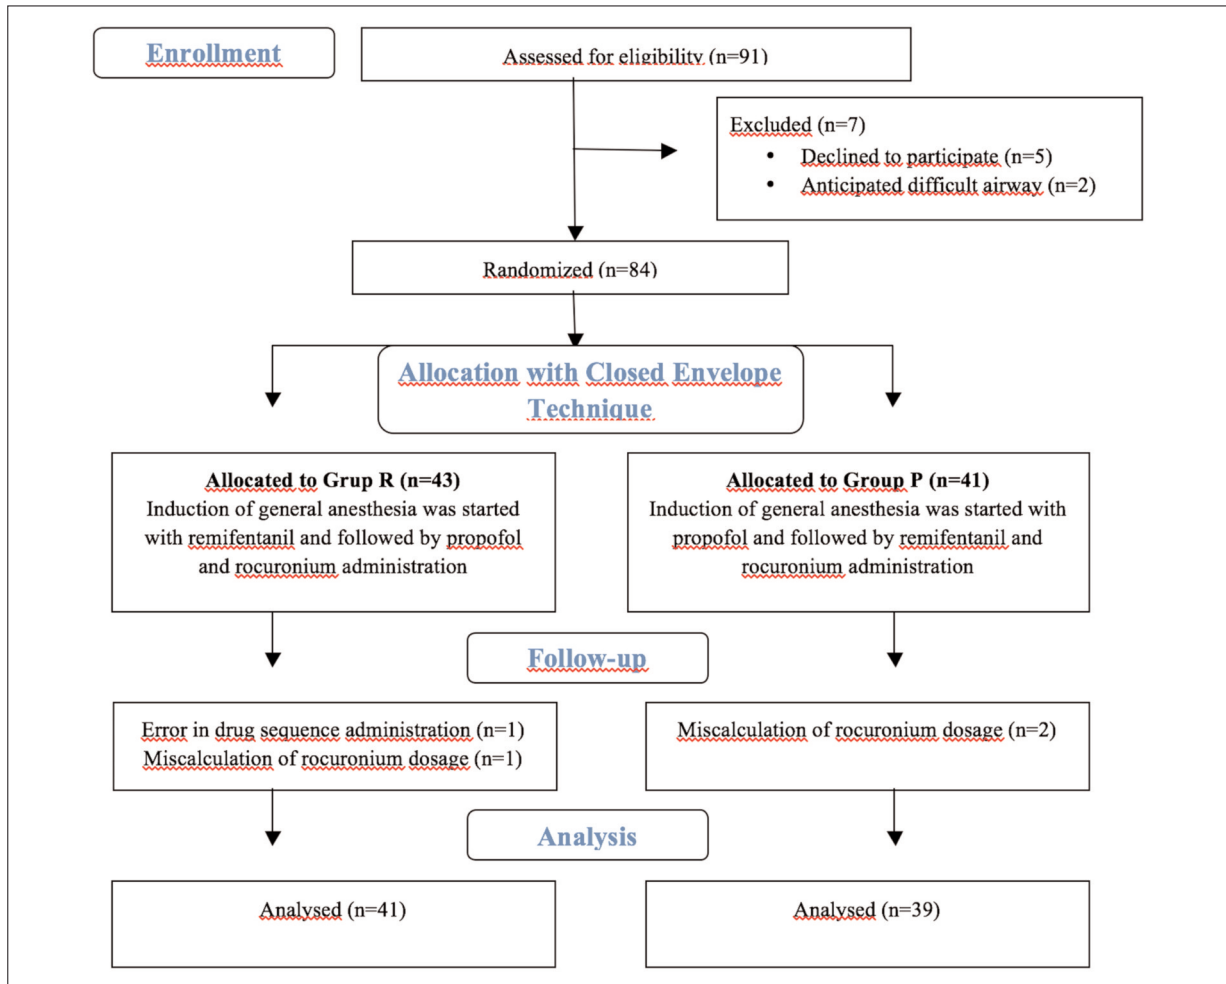 Enrollment
Assessed for eligibility (n=91)
Excluded (n=7)
• Declined to participate (n=5)
• Anticipated difficult airway (n=2)
Randomized (n=84)
Allocation with Closed Envelope
Technique
Allocated to Grup R (n=43)
Induction of general anesthesia was started
with remifentanil and followed by propofol
and rocuronium administration
Allocated to Group P (n=41)
Induction of general anesthesia was started with
propofol and followed by remifentanil and
rocuronium administration
Follow-up
Error in drug sequence administration (n=1)
Miscalculation of rocuronium dosage (n=1)
Miscalculation of rocuronium dosage (n=2)
Analysis
Analysed (n=41)
Analysed (n=39)